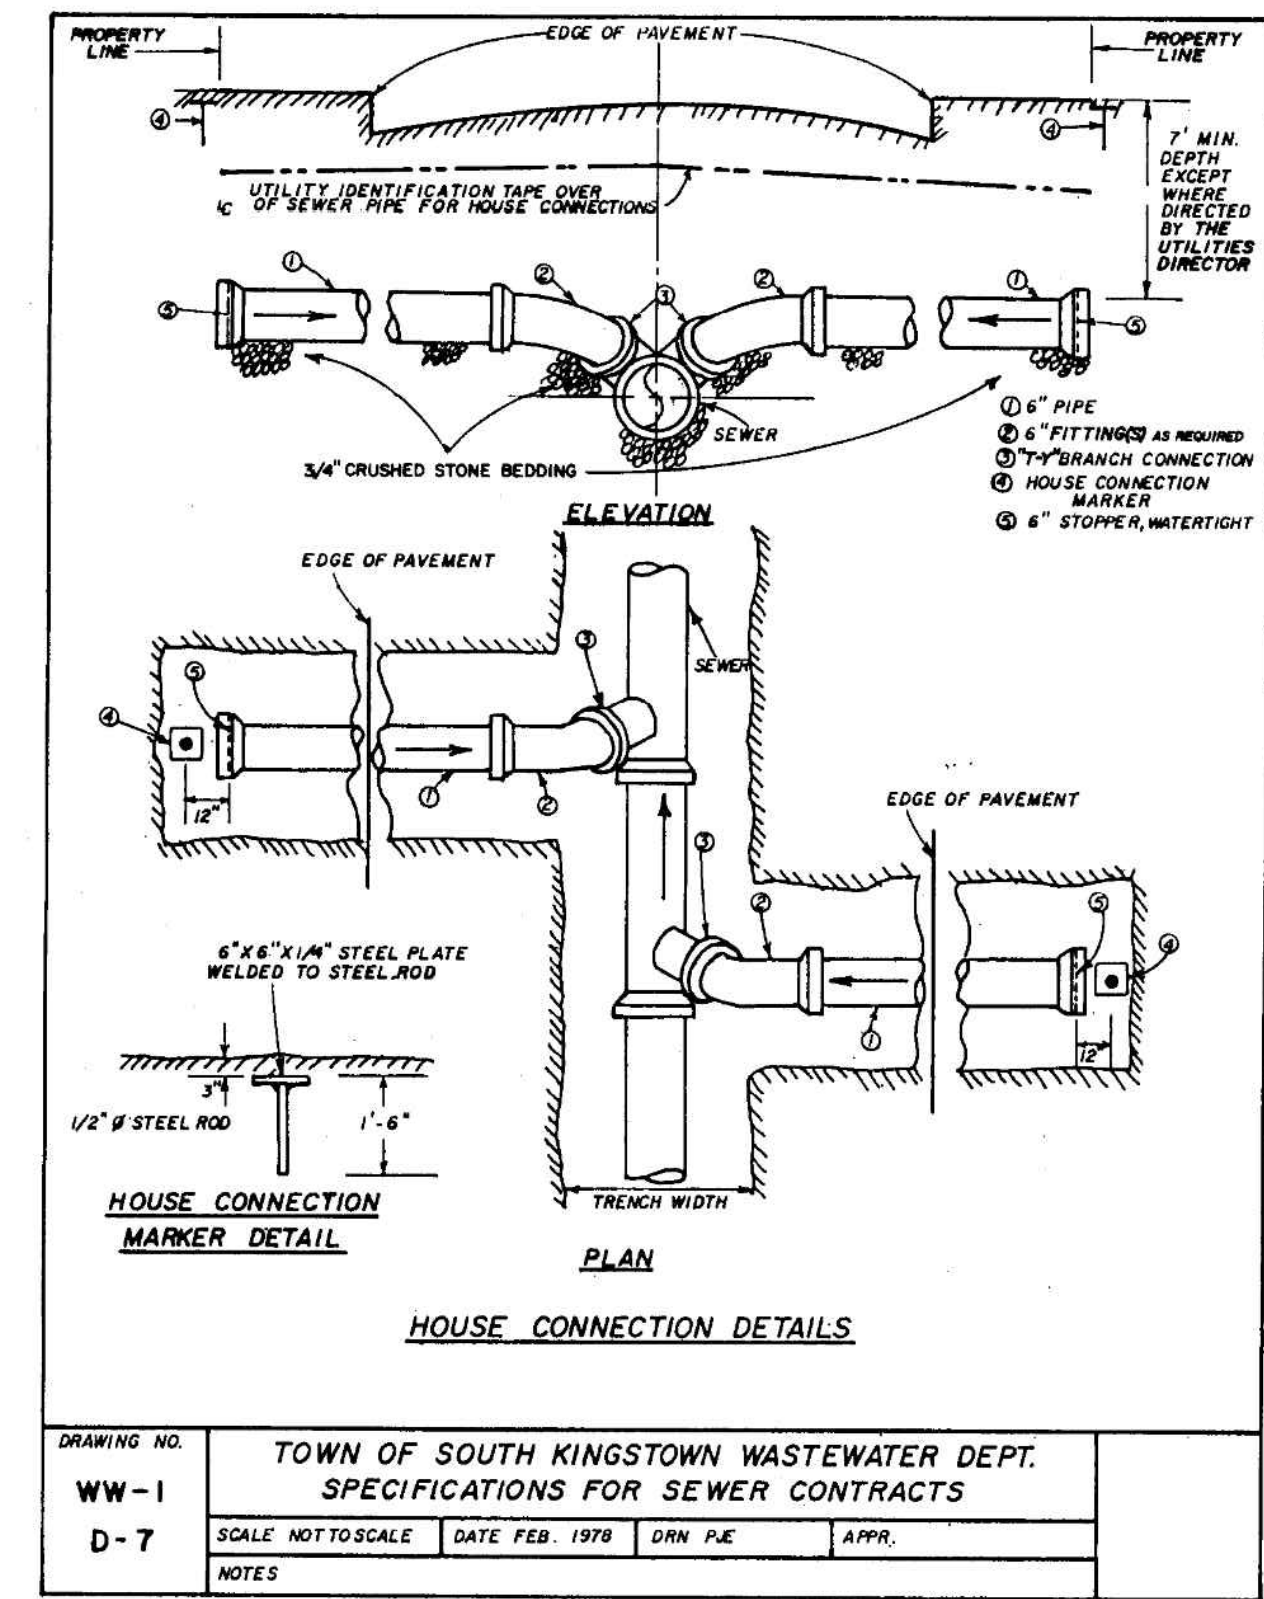 PROPERTY
LINE
EDGE OF PAVEMENT
PROPERTY
LINE
④
④
7' MIN.
DEPTH
EXCEPT
WHERE
DIRECTED
BY THE
UTILITIES
DIRECTOR
UTILITY IDENTIFICATION TAPE OVER
℄ OF SEWER PIPE FOR HOUSE CONNECTIONS
①
②
③
②
①
⑤
⑤
SEWER
3/4" CRUSHED STONE BEDDING
① 6" PIPE
② 6" FITTING(S) AS REQUIRED
③ "T-Y" BRANCH CONNECTION
④ HOUSE CONNECTION
MARKER
⑤ 6" STOPPER, WATERTIGHT
ELEVATION
EDGE OF PAVEMENT
③
SEWER
⑤
④
12"
①
②
EDGE OF PAVEMENT
③
②
⑤
④
①
12"
6" X 6" X 1/4" STEEL PLATE
WELDED TO STEEL ROD
3"
1/2" Ø STEEL ROD
1'-6"
HOUSE CONNECTION
MARKER DETAIL
TRENCH WIDTH
PLAN
HOUSE CONNECTION DETAILS
DRAWING NO.
WW-1
D-7
TOWN OF SOUTH KINGSTOWN WASTEWATER DEPT.
SPECIFICATIONS FOR SEWER CONTRACTS
SCALE NOT TO SCALE
DATE FEB. 1978
DRN PJE
APPR.
NOTES